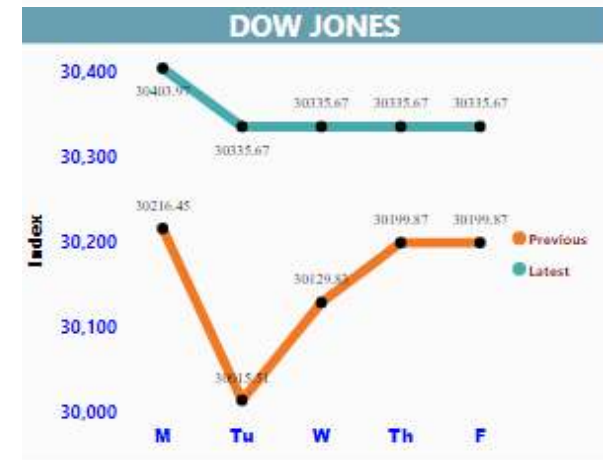 DOW JONES
30,400
30403.97
30335.67 30335.67 30335.67
30335.67
30,300
30216.45
30199.87 30199.87
Index
30,200
Previous
Latest
30129.83
30,100
30015.51
30,000
M Tu W Th F